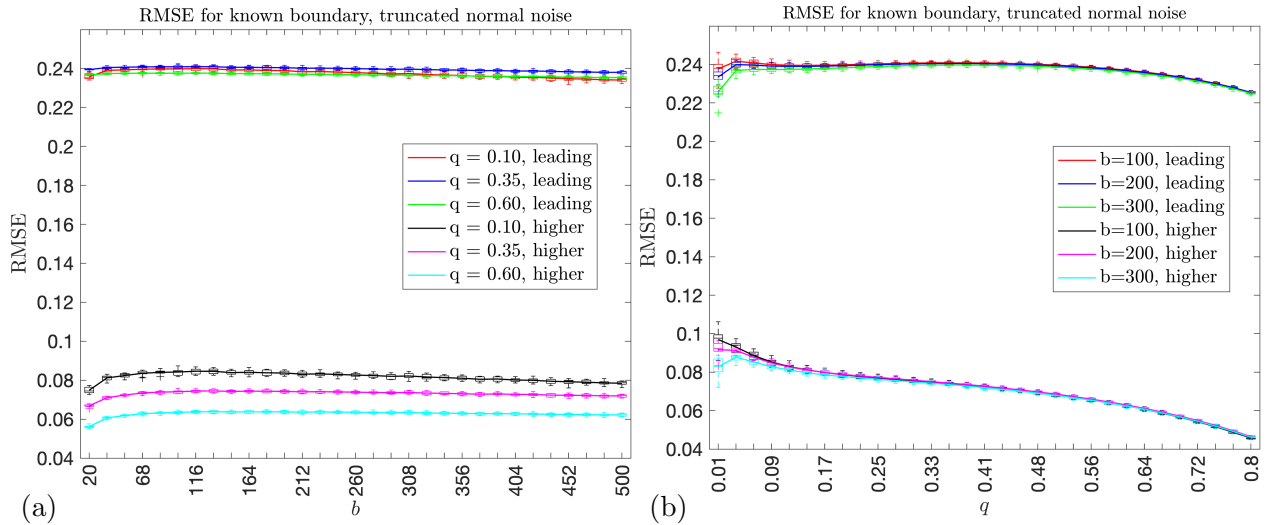 RMSE for known boundary, truncated normal noise
0.24
0.22
0.2
0.18
0.16
0.14
0.12
0.1
0.08
0.06
0.04
RMSE
q = 0.10, leading
q = 0.35, leading
q = 0.60, leading
q = 0.10, higher
q = 0.35, higher
q = 0.60, higher
20 68 116 164 212 260 308 356 404 452 500
b
(a)
RMSE for known boundary, truncated normal noise
0.24
0.22
0.2
0.18
0.16
0.14
0.12
0.1
0.08
0.06
0.04
RMSE
b=100, leading
b=200, leading
b=300, leading
b=100, higher
b=200, higher
b=300, higher
0.01 0.09 0.17 0.25 0.33 0.41 0.48 0.56 0.64 0.72 0.8
q
(b)